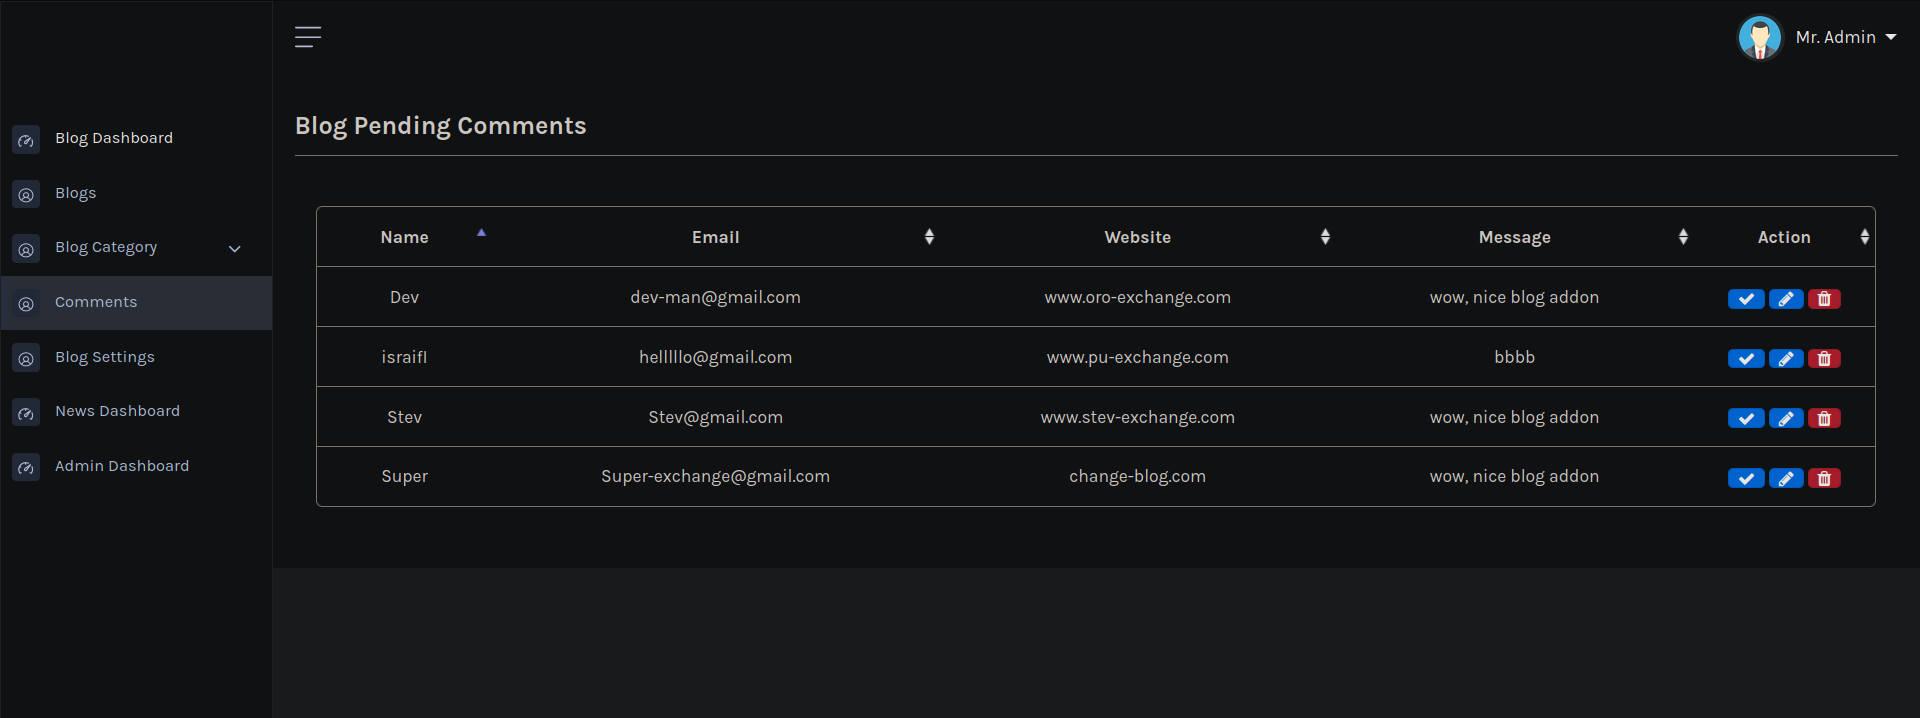 Mr. Admin
Blog Dashboard
Blogs
Blog Category
Comments
Blog Settings
News Dashboard
Admin Dashboard
Blog Pending Comments
Name Email Website Message Action
Dev dev-man@gmail.com www.oro-exchange.com wow, nice blog addon
israifl helllllo@gmail.com www.pu-exchange.com bbbb
Stev Stev@gmail.com www.stev-exchange.com wow, nice blog addon
Super Super-exchange@gmail.com change-blog.com wow, nice blog addon